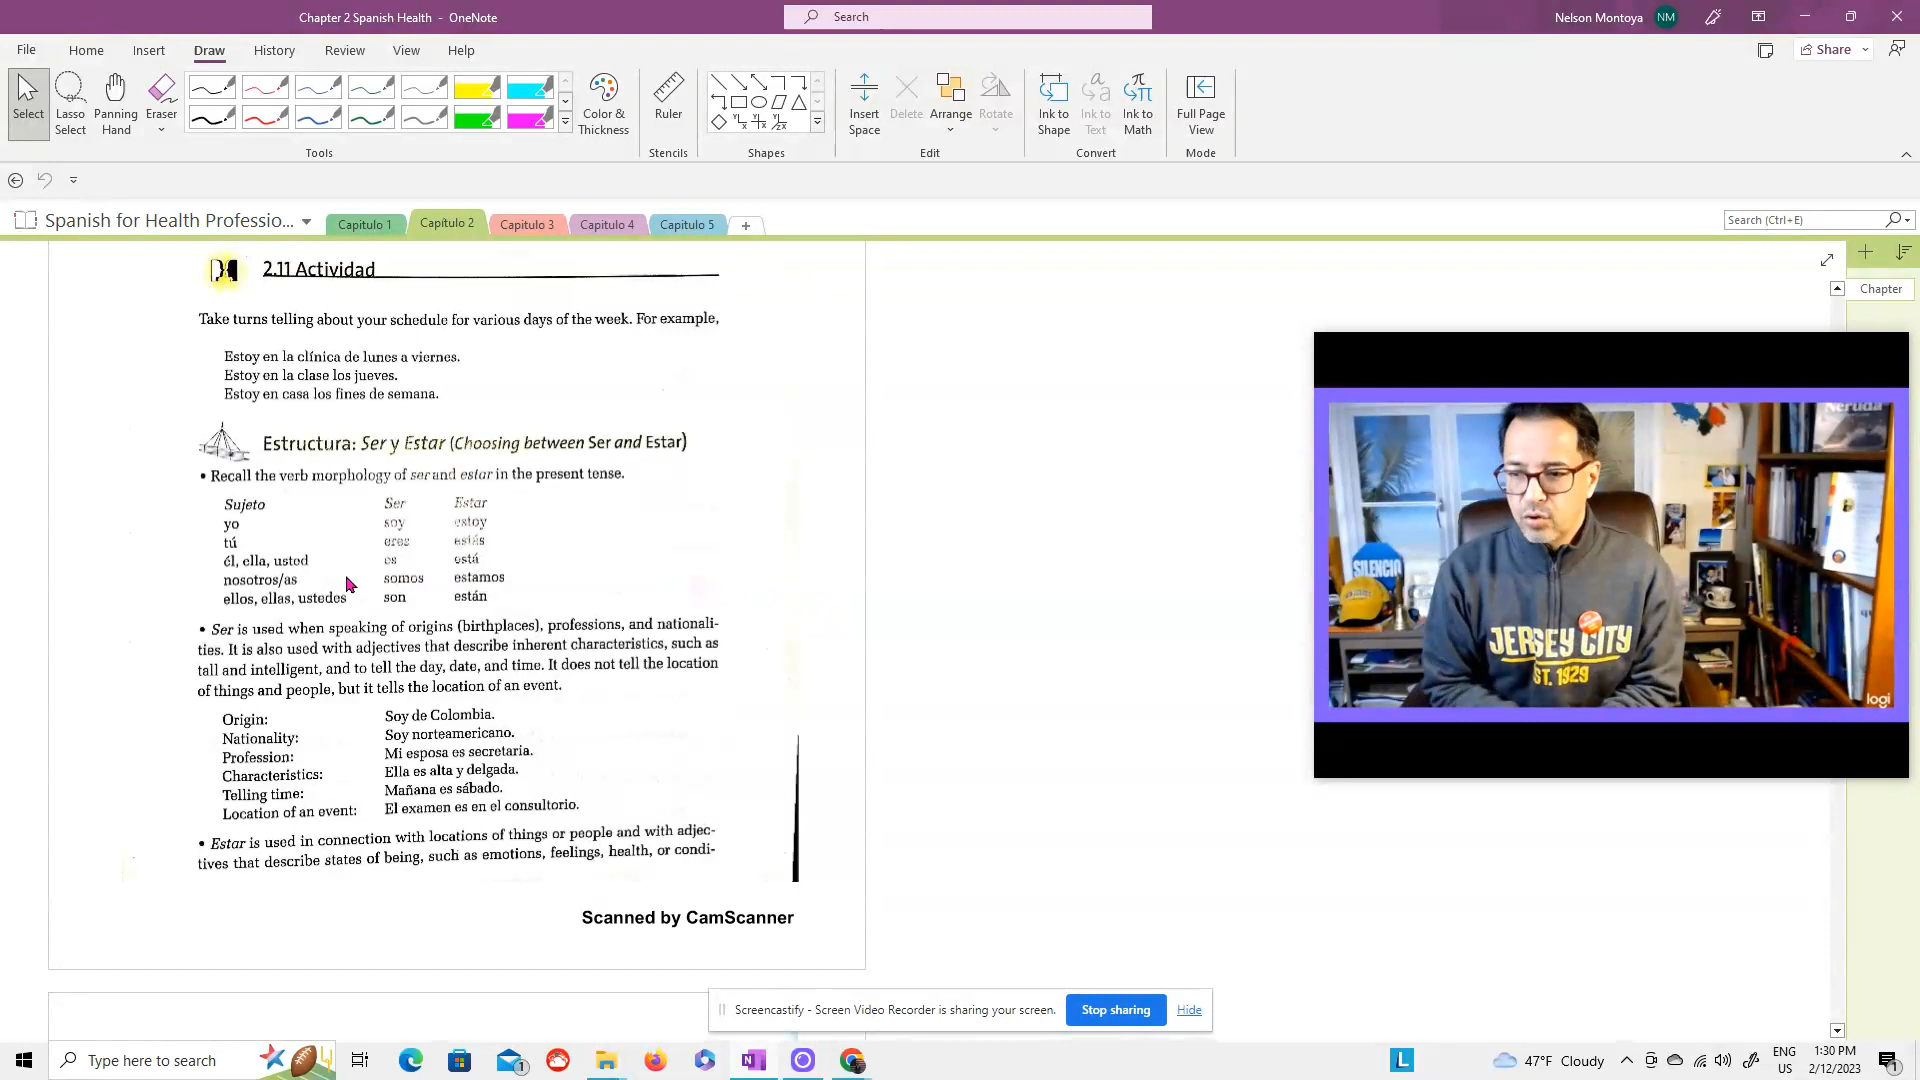 Chapter 2 Spanish Health - OneNote
Search
Nelson Montoya NM
File Home Insert Draw History Review View Help
Share
Select
Lasso Select
Panning Hand
Eraser
Color & Thickness
Ruler
Insert Space
Delete
Arrange
Rotate
Ink to Shape
Ink to Text
Ink to Math
Full Page View
Tools Stencils Shapes Edit Convert Mode
Spanish for Health Professio...
Capitulo 1 Capítulo 2 Capitulo 3 Capitulo 4 Capitulo 5
Search (Ctrl+E)
Chapter
2.11 Actividad
Take turns telling about your schedule for various days of the week. For example,
Estoy en la clínica de lunes a viernes.
Estoy en la clase los jueves.
Estoy en casa los fines de semana.
Estructura: Ser y Estar (Choosing between Ser and Estar)
• Recall the verb morphology of ser and estar in the present tense.
Sujeto Ser Estar
yo soy estoy
tú eres estás
él, ella, usted es está
nosotros/as somos estamos
ellos, ellas, ustedes son están
• Ser is used when speaking of origins (birthplaces), professions, and nationali-
ties. It is also used with adjectives that describe inherent characteristics, such as
tall and intelligent, and to tell the day, date, and time. It does not tell the location
of things and people, but it tells the location of an event.
Origin: Soy de Colombia.
Nationality: Soy norteamericano.
Profession: Mi esposa es secretaria.
Characteristics: Ella es alta y delgada.
Telling time: Mañana es sábado.
Location of an event: El examen es en el consultorio.
• Estar is used in connection with locations of things or people and with adjec-
tives that describe states of being, such as emotions, feelings, health, or condi-
Scanned by CamScanner
Neruda
SILENCIO
JERSEY CITY
EST. 1929
logi
Screencastify - Screen Video Recorder is sharing your screen. Stop sharing Hide
Type here to search
47°F Cloudy
ENG
US
1:30 PM
2/12/2023